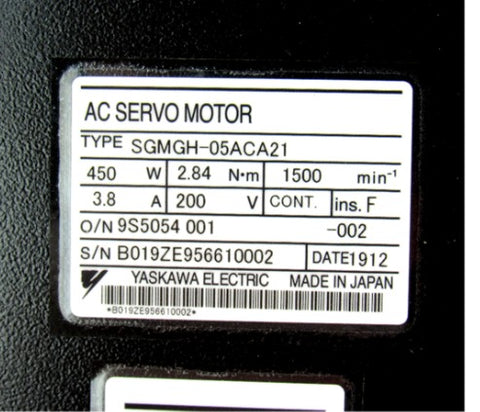 AC SERVO MOTOR
TYPE SGMGH-05ACA21
450 W 2.84 N•m 1500 min⁻¹
3.8 A 200 V CONT. ins. F
O/N 9S5054 001 -002
S/N B019ZE956610002 DATE1912
YASKAWA ELECTRIC MADE IN JAPAN
*B019ZE956610002*